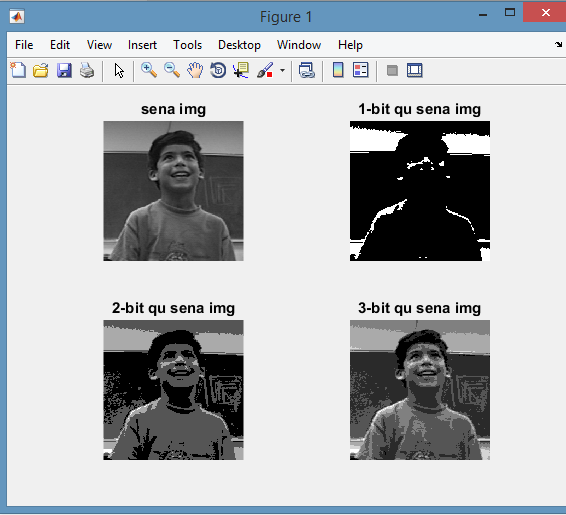 Figure 1
File Edit View Insert Tools Desktop Window Help
sena img
1-bit qu sena img
2-bit qu sena img
3-bit qu sena img